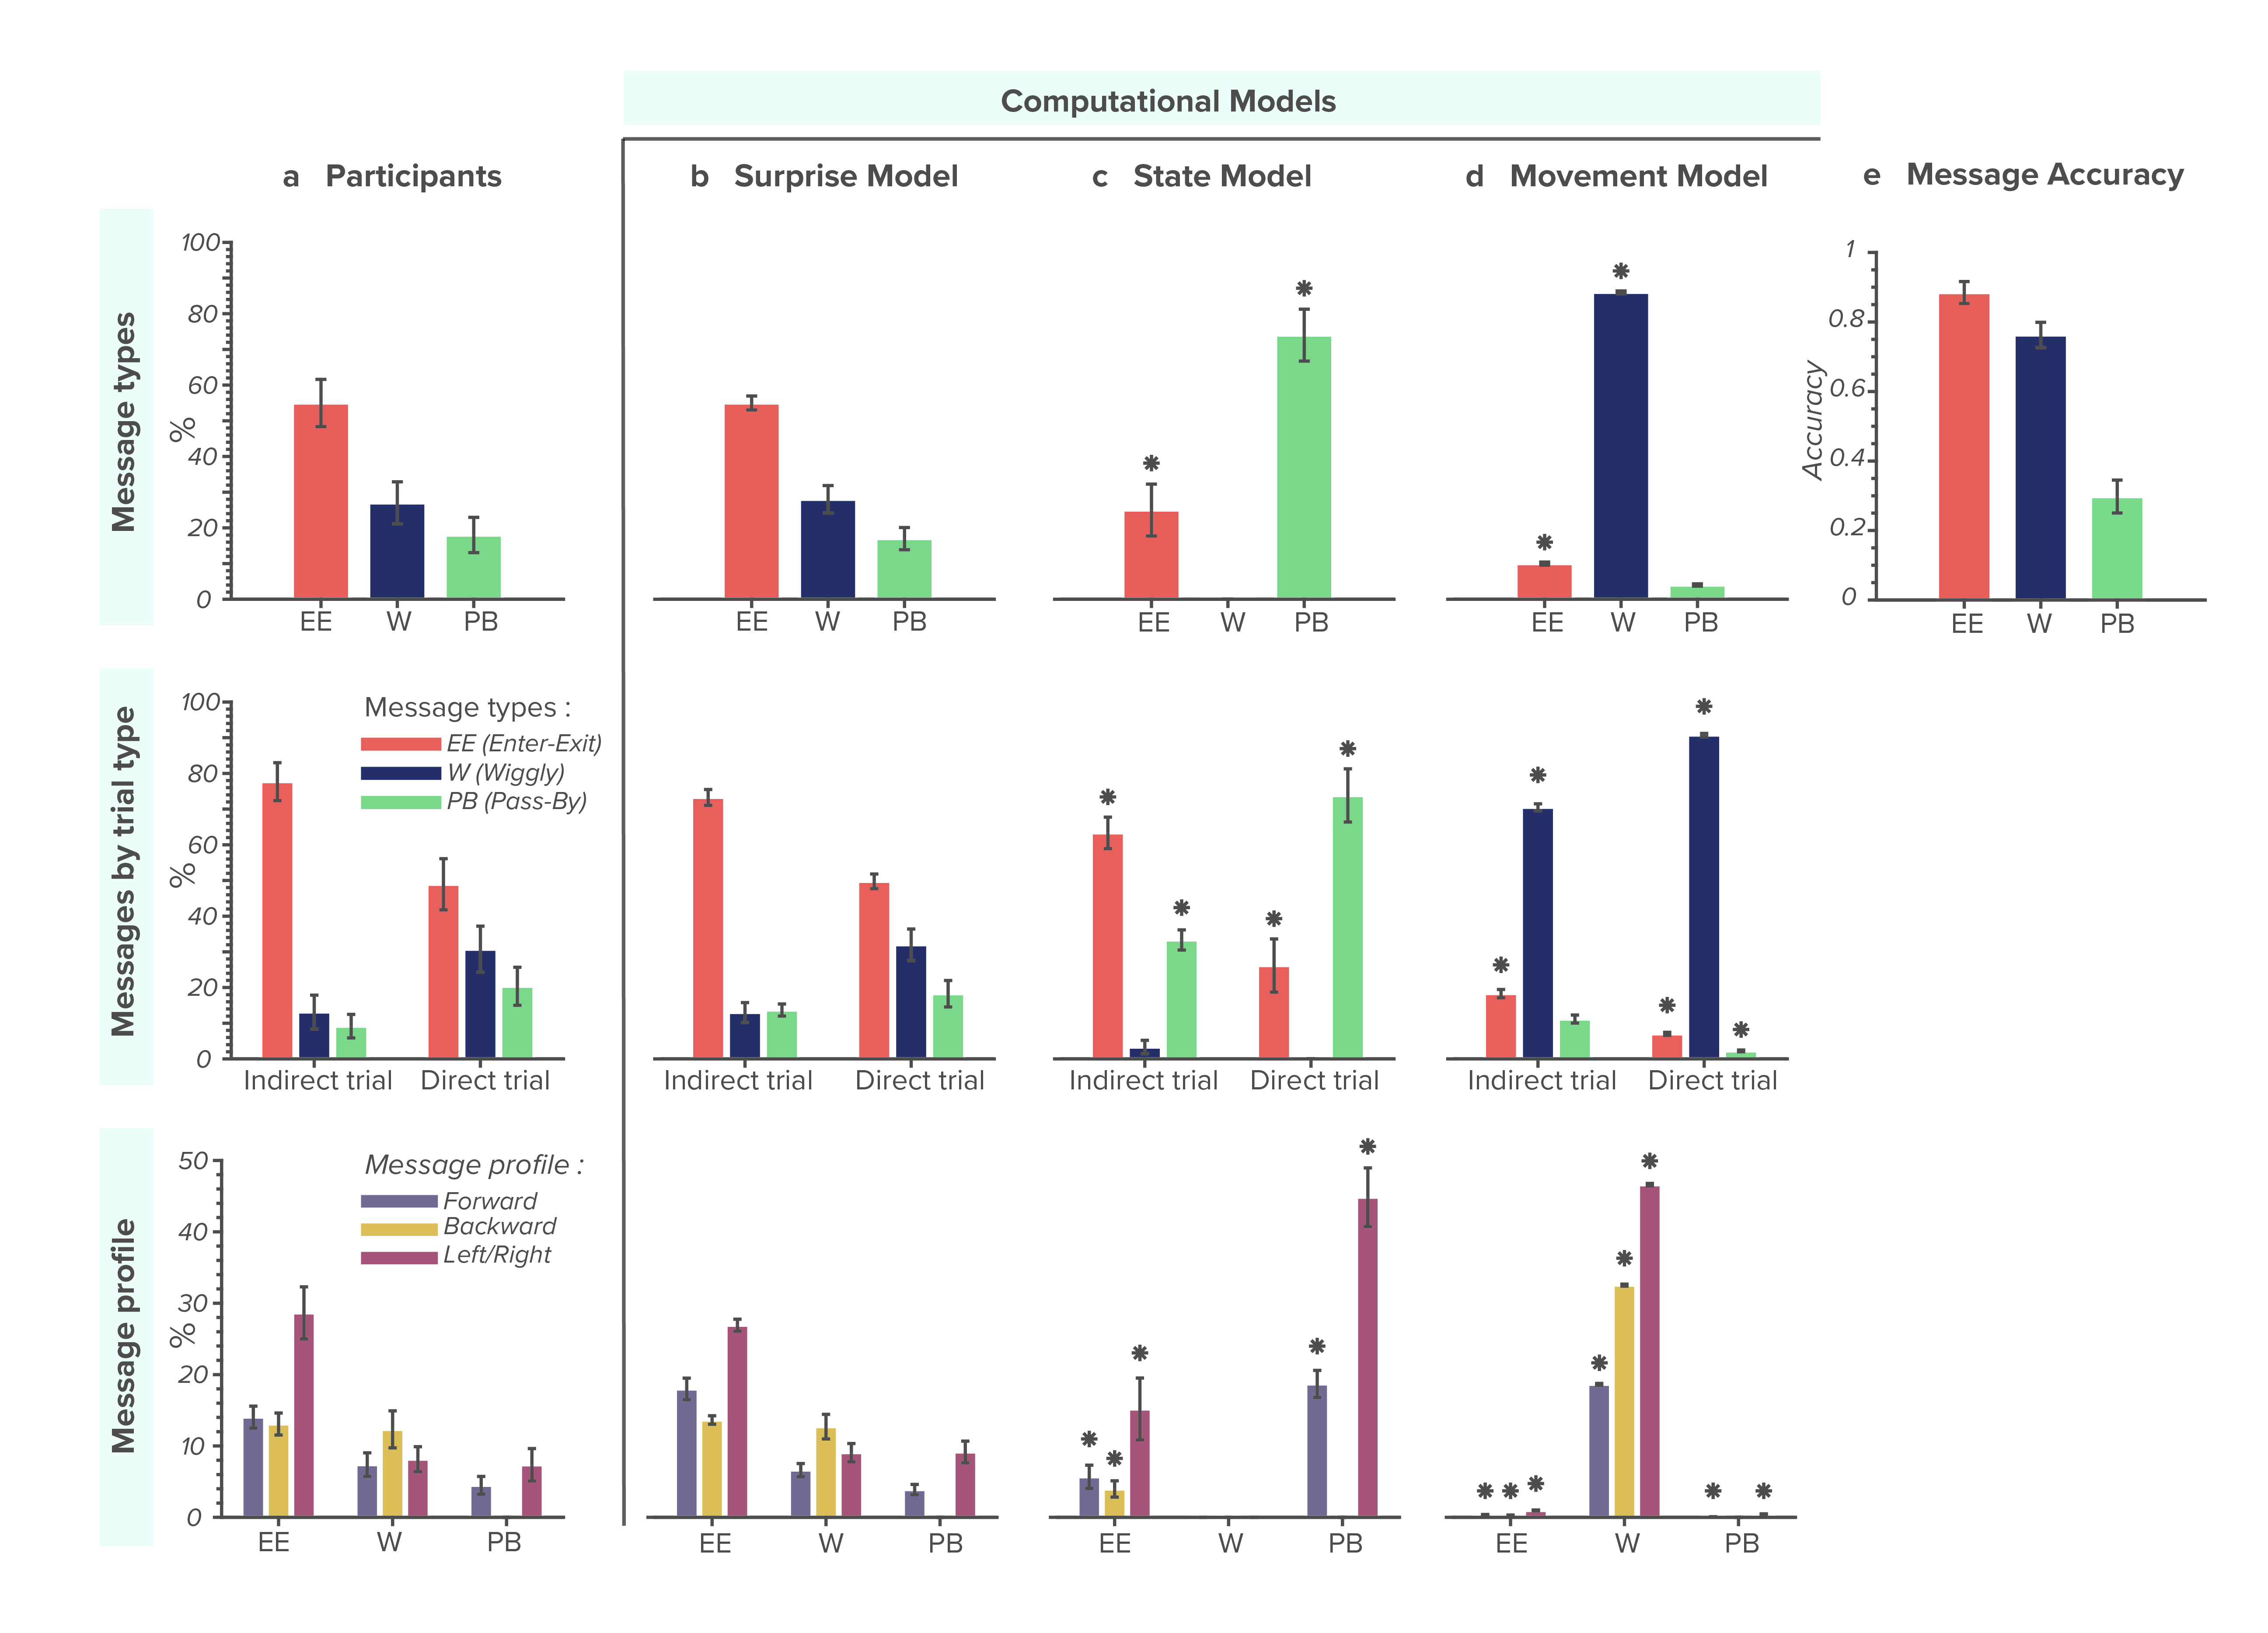 Computational Models
a Participants
b Surprise Model
c State Model
d Movement Model
e Message Accuracy
Message types
%
100
80
60
40
20
0
EE W PB
EE W PB
*
*
EE W PB
*
*
EE W PB
Accuracy
1
0.8
0.6
0.4
0.2
0
EE W PB
Messages by trial type
%
100
80
60
40
20
0
Message types :
EE (Enter-Exit)
W (Wiggly)
PB (Pass-By)
Indirect trial Direct trial
Indirect trial Direct trial
* * * *
Indirect trial Direct trial
* * * * *
Indirect trial Direct trial
Message profile
%
50
40
30
20
10
0
Message profile :
Forward
Backward
Left/Right
EE W PB
EE W PB
* * * * *
EE W PB
* * * * * * * *
EE W PB